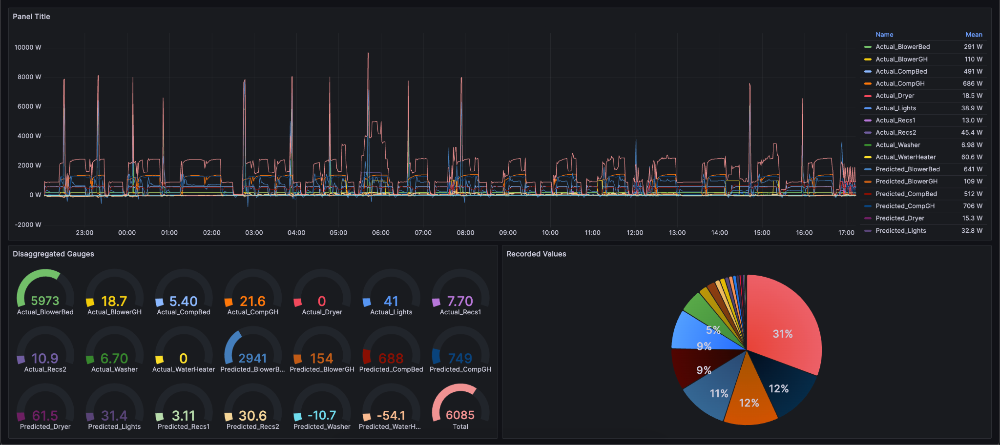 Panel Title
Name Mean
10000 W
8000 W
6000 W
4000 W
2000 W
0 W
-2000 W
23:00 00:00 01:00 02:00 03:00 04:00 05:00 06:00 07:00 08:00 09:00 10:00 11:00 12:00 13:00 14:00 15:00 16:00 17:00
Actual_BlowerBed 291 W
Actual_BlowerGH 110 W
Actual_CompBed 491 W
Actual_CompGH 686 W
Actual_Dryer 18.5 W
Actual_Lights 38.9 W
Actual_Recs1 13.0 W
Actual_Recs2 45.4 W
Actual_Washer 6.98 W
Actual_WaterHeater 60.6 W
Predicted_BlowerBed 641 W
Predicted_BlowerGH 109 W
Predicted_CompBed 512 W
Predicted_CompGH 706 W
Predicted_Dryer 15.3 W
Predicted_Lights 32.8 W
Disaggregated Gauges
5973 18.7 5.40 21.6 0 41 7.70
Actual_BlowerBed Actual_BlowerGH Actual_CompBed Actual_CompGH Actual_Dryer Actual_Lights Actual_Recs1
10.9 6.70 0 2941 154 688 749
Actual_Recs2 Actual_Washer Actual_WaterHeater Predicted_BlowerB... Predicted_BlowerGH Predicted_CompBed Predicted_CompGH
61.5 31.4 3.11 30.6 -10.7 -54.1 6085
Predicted_Dryer Predicted_Lights Predicted_Recs1 Predicted_Recs2 Predicted_Washer Predicted_WaterH... Total
Recorded Values
31%
12%
12%
11%
9%
9%
5%